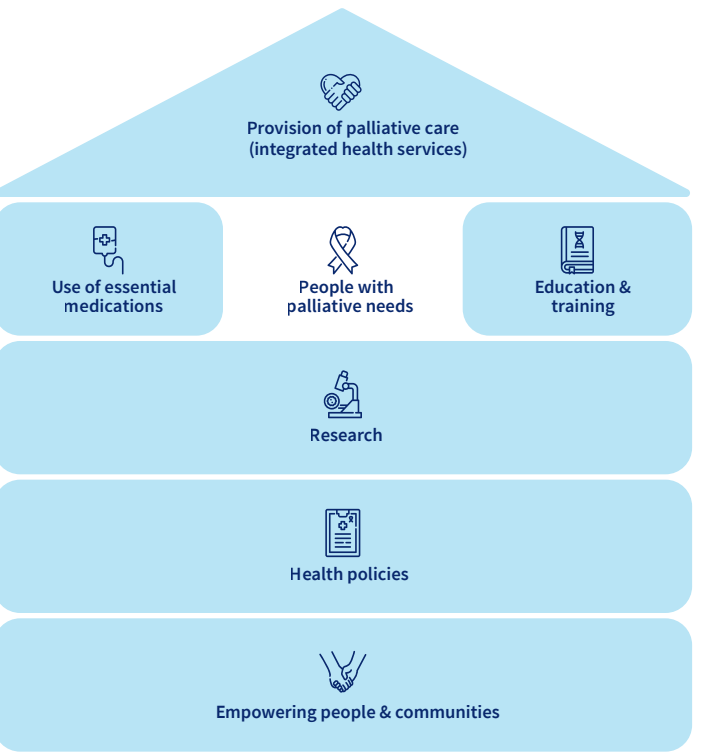 Provision of palliative care
(integrated health services)
Use of essential
medications
People with
palliative needs
Education &
training
Research
Health policies
Empowering people & communities